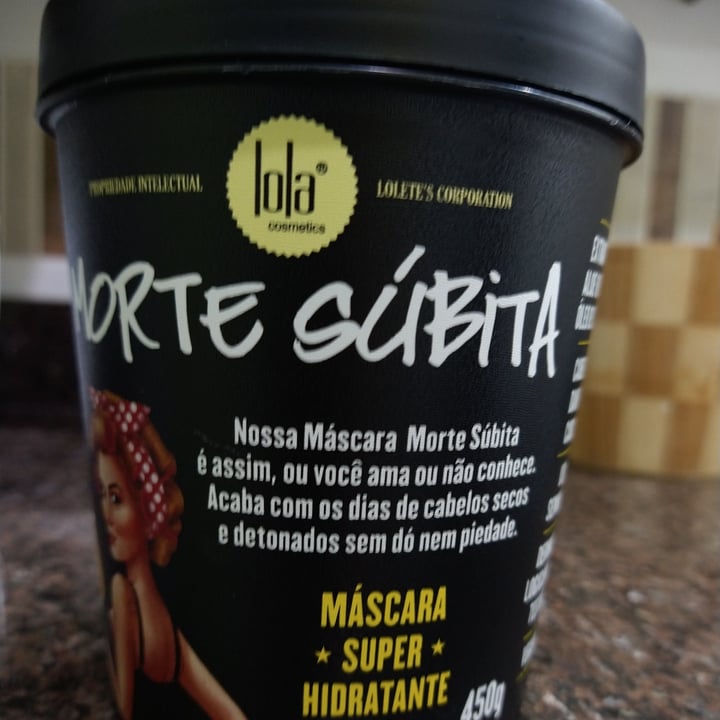 PROPRIEDADE INTELECTUAL
lola®
cosmetics
LOLETE'S CORPORATION
MORTE SÚBITA
Nossa Máscara Morte Súbita
é assim, ou você ama ou não conhece.
Acaba com os dias de cabelos secos
e detonados sem dó nem piedade.
MÁSCARA
★ SUPER ★
HIDRATANTE
450g